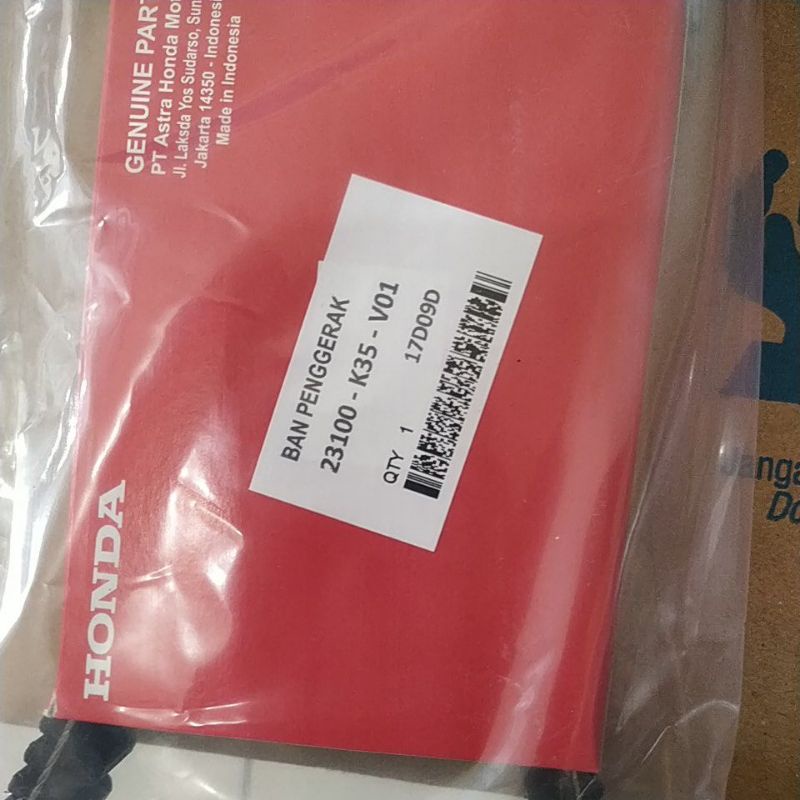 GENUINE PART
PT Astra Honda Mo
Jl. Laksda Yos Sudarso, Sun
Jakarta 14350 - Indonesia
Made in Indonesia
BAN PENGGERAK
23100 - K35 - V01
QTY 1 17D09D
HONDA